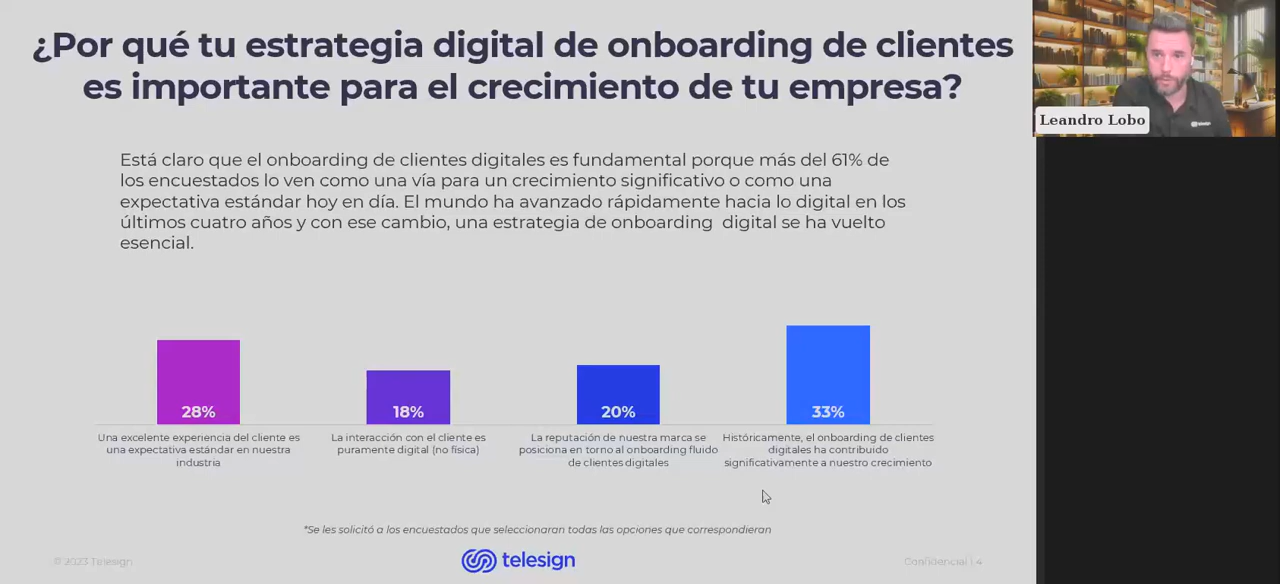 ¿Por qué tu estrategia digital de onboarding de clientes
es importante para el crecimiento de tu empresa?
Leandro Lobo
Está claro que el onboarding de clientes digitales es fundamental porque más del 61% de
los encuestados lo ven como una vía para un crecimiento significativo o como una
expectativa estándar hoy en día. El mundo ha avanzado rápidamente hacia lo digital en los
últimos cuatro años y con ese cambio, una estrategia de onboarding digital se ha vuelto
esencial.
28%
18%
20%
33%
Una excelente experiencia del cliente es
una expectativa estándar en nuestra
industria
La interacción con el cliente es
puramente digital (no física)
La reputación de nuestra marca se
posiciona en torno al onboarding fluido
de clientes digitales
Históricamente, el onboarding de clientes
digitales ha contribuido
significativamente a nuestro crecimiento
*Se les solicitó a los encuestados que seleccionaran todas las opciones que correspondieran
© 2023 Telesign
telesign
Confidencial | 4